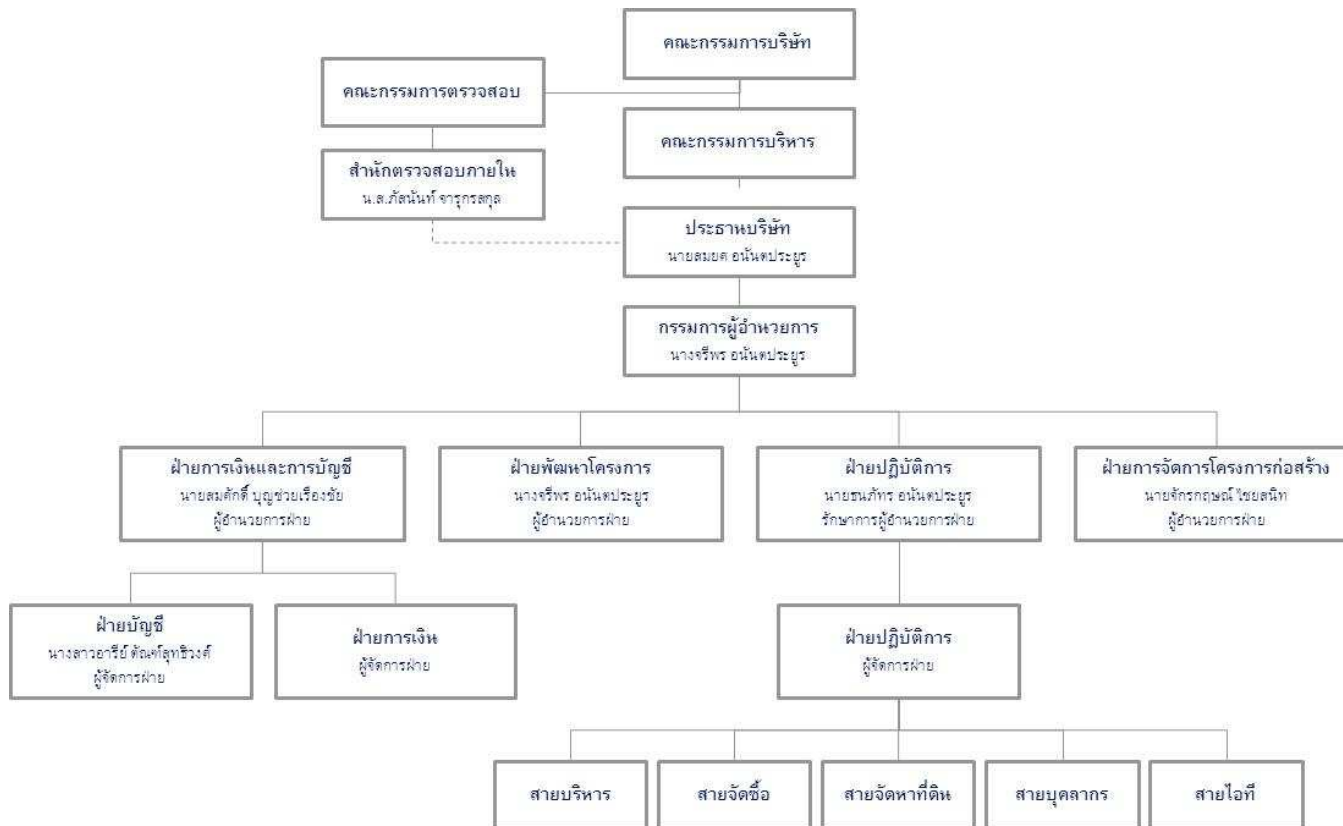 คณะกรรมการบริษัท
คณะกรรมการตรวจสอบ
คณะกรรมการบริหาร
สำนักตรวจสอบภายใน
น.ส.ภัสนันท์ จารุกรสกุล
ประธานบริษัท
นายสมยศ อนันตประยูร
กรรมการผู้อำนวยการ
นางจรีพร อนันตประยูร
ฝ่ายการเงินและการบัญชี
นายสมศักดิ์ บุญช่วยเรืองชัย
ผู้อำนวยการฝ่าย
ฝ่ายพัฒนาโครงการ
นางจรีพร อนันตประยูร
ผู้อำนวยการฝ่าย
ฝ่ายปฏิบัติการ
นายธนภัทร อนันตประยูร
รักษาการผู้อำนวยการฝ่าย
ฝ่ายการจัดการโครงการก่อสร้าง
นายจักรกฤษณ์ ไชยสนิท
ผู้อำนวยการฝ่าย
ฝ่ายบัญชี
นางสาวอารีย์ ตัณฑ์สุทธิวงศ์
ผู้จัดการฝ่าย
ฝ่ายการเงิน
ผู้จัดการฝ่าย
ฝ่ายปฏิบัติการ
ผู้จัดการฝ่าย
สายบริหาร
สายจัดซื้อ
สายจัดหาที่ดิน
สายบุคลากร
สายไอที